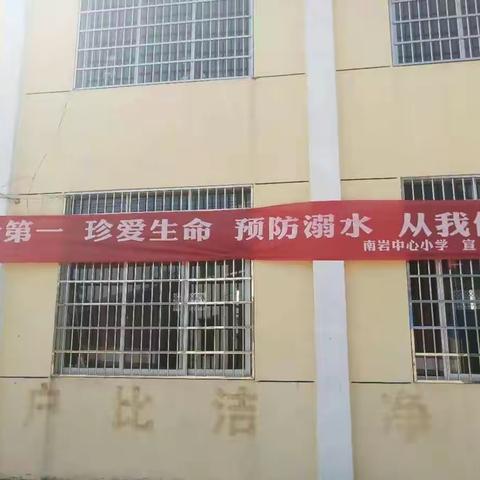 第一 珍爱生命 预防溺水 从我
南岩中心小学 宣
户比洁净